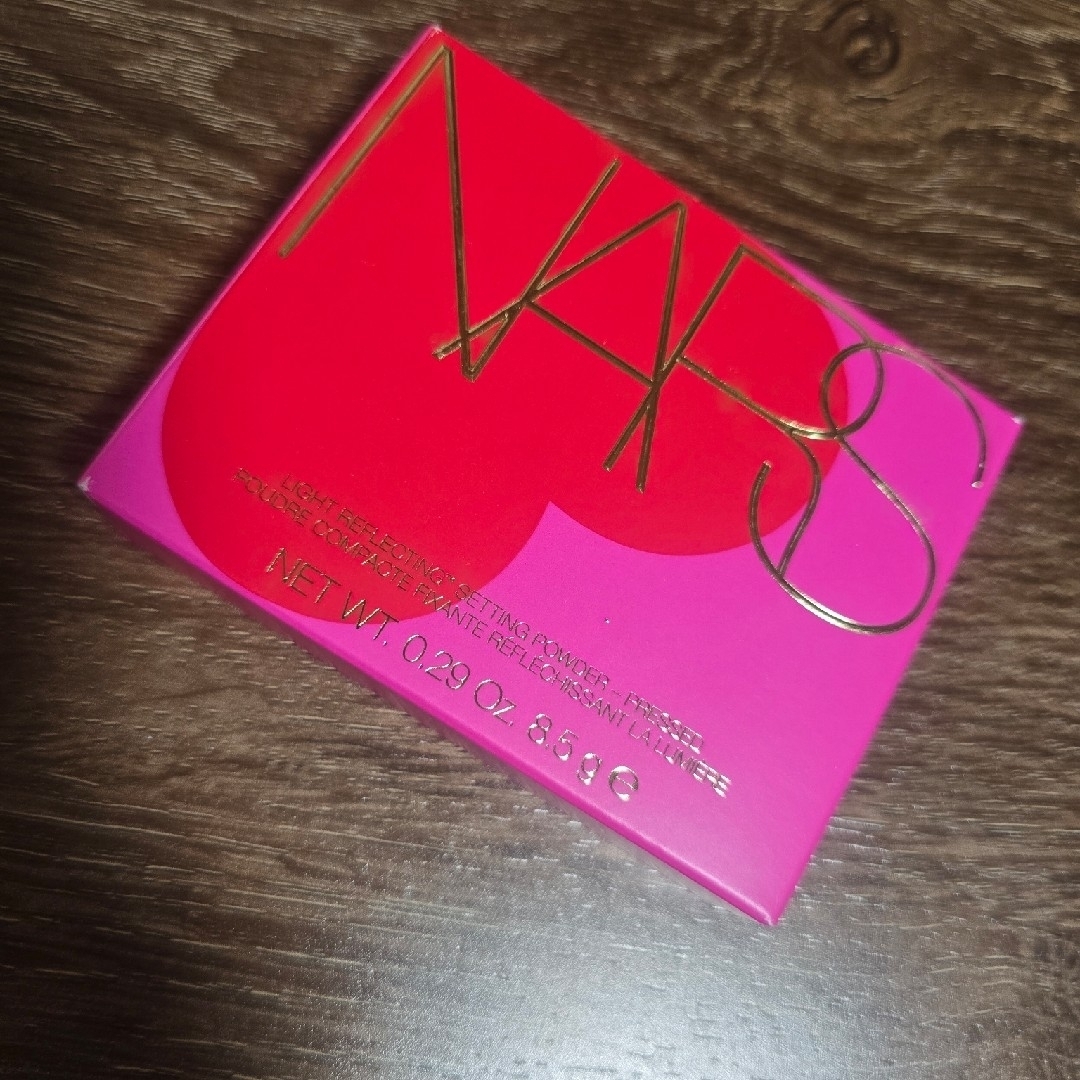 NARS
LIGHT REFLECTING™ SETTING POWDER – PRESSED
POUDRE COMPACTE FIXANTE RÉFLÉCHISSANT LA LUMIÈRE
NET WT. 0.29 Oz. 8.5 g ℮